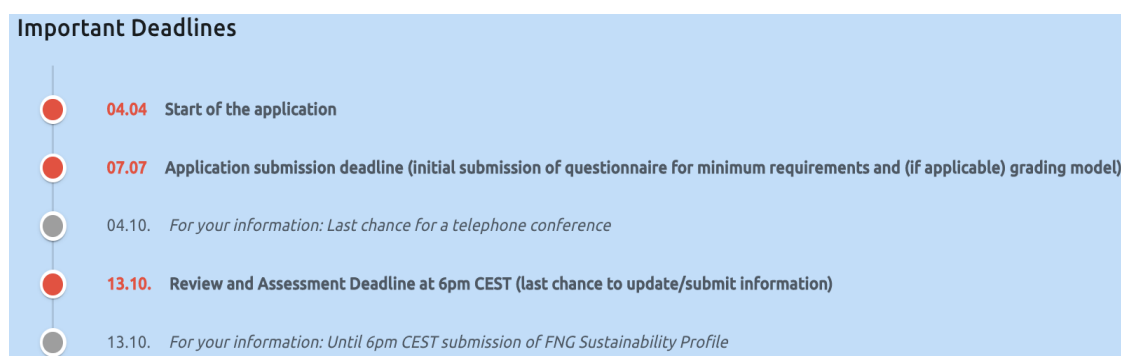 Important Deadlines
04.04 Start of the application
07.07 Application submission deadline (initial submission of questionnaire for minimum requirements and (if applicable) grading model)
04.10. For your information: Last chance for a telephone conference
13.10. Review and Assessment Deadline at 6pm CEST (last chance to update/submit information)
13.10. For your information: Until 6pm CEST submission of FNG Sustainability Profile